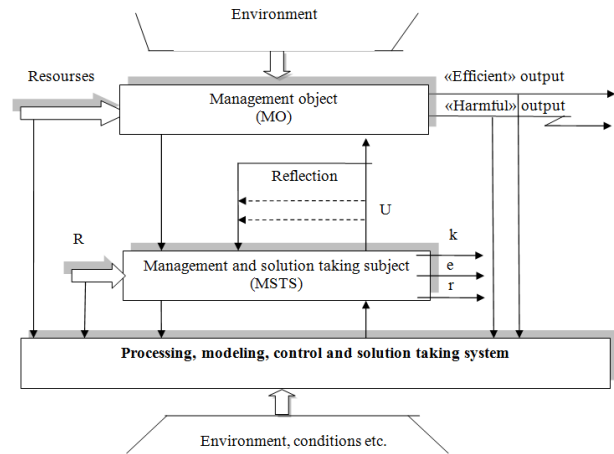 Environment
Resourses
«Efficient» output
«Harmful» output
Management object
(MO)
Reflection
U
R
k
e
r
Management and solution taking subject
(MSTS)
Processing, modeling, control and solution taking system
Environment, conditions etc.